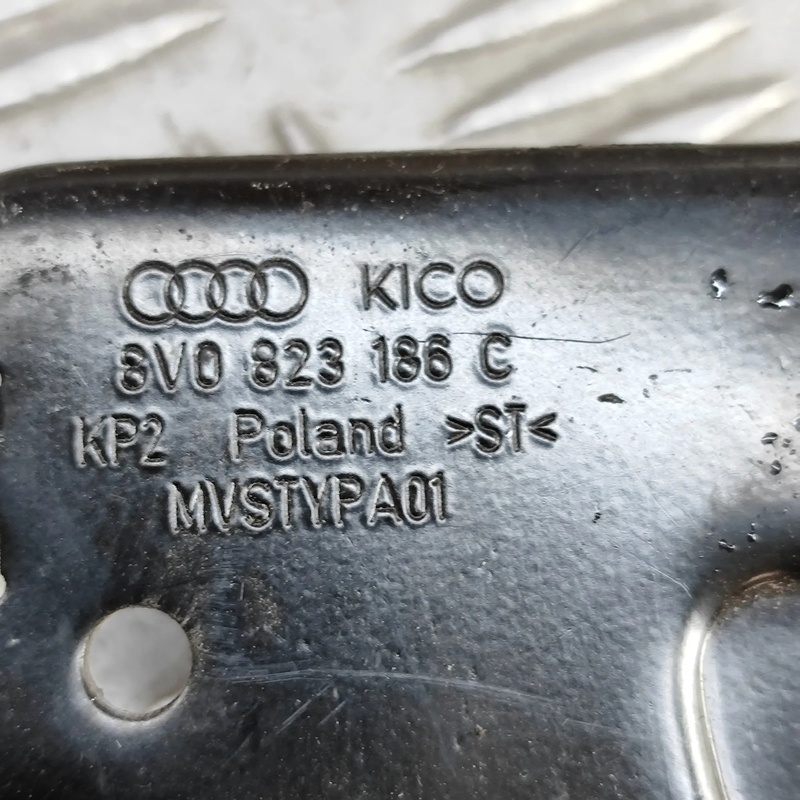 KICO
8V0 823 186 C
KP2 Poland >ST<
MVSTYPA01